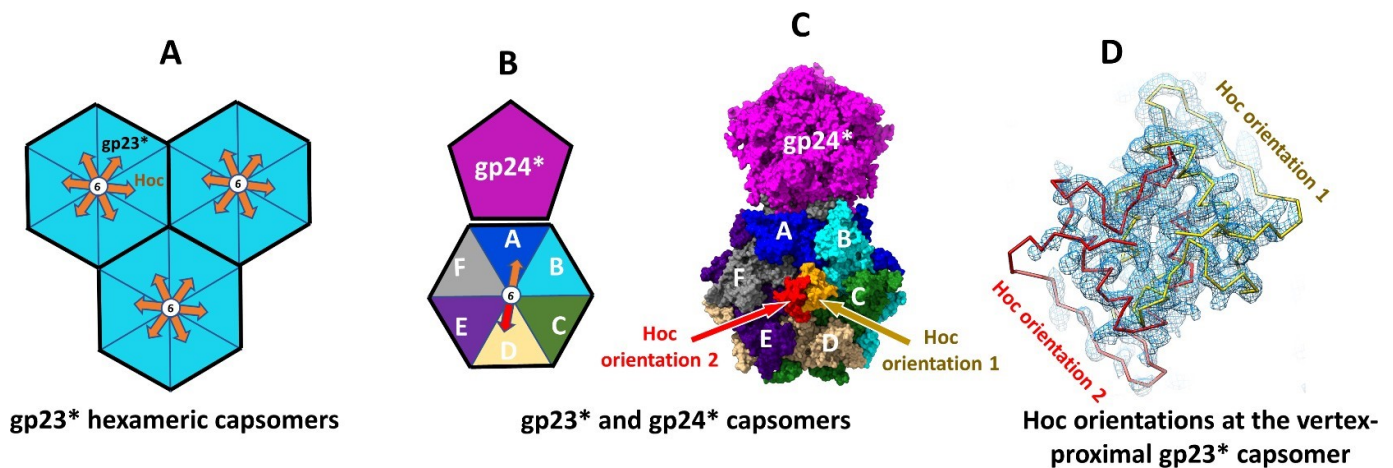 A
gp23*
Hoc
6
6
6
gp23* hexameric capsomers
B
gp24*
A
B
C
D
E
F
6
C
gp24*
A
B
C
D
E
F
Hoc
orientation 2
Hoc
orientation 1
gp23* and gp24* capsomers
D
Hoc orientation 1
Hoc orientation 2
Hoc orientations at the vertex-
proximal gp23* capsomer